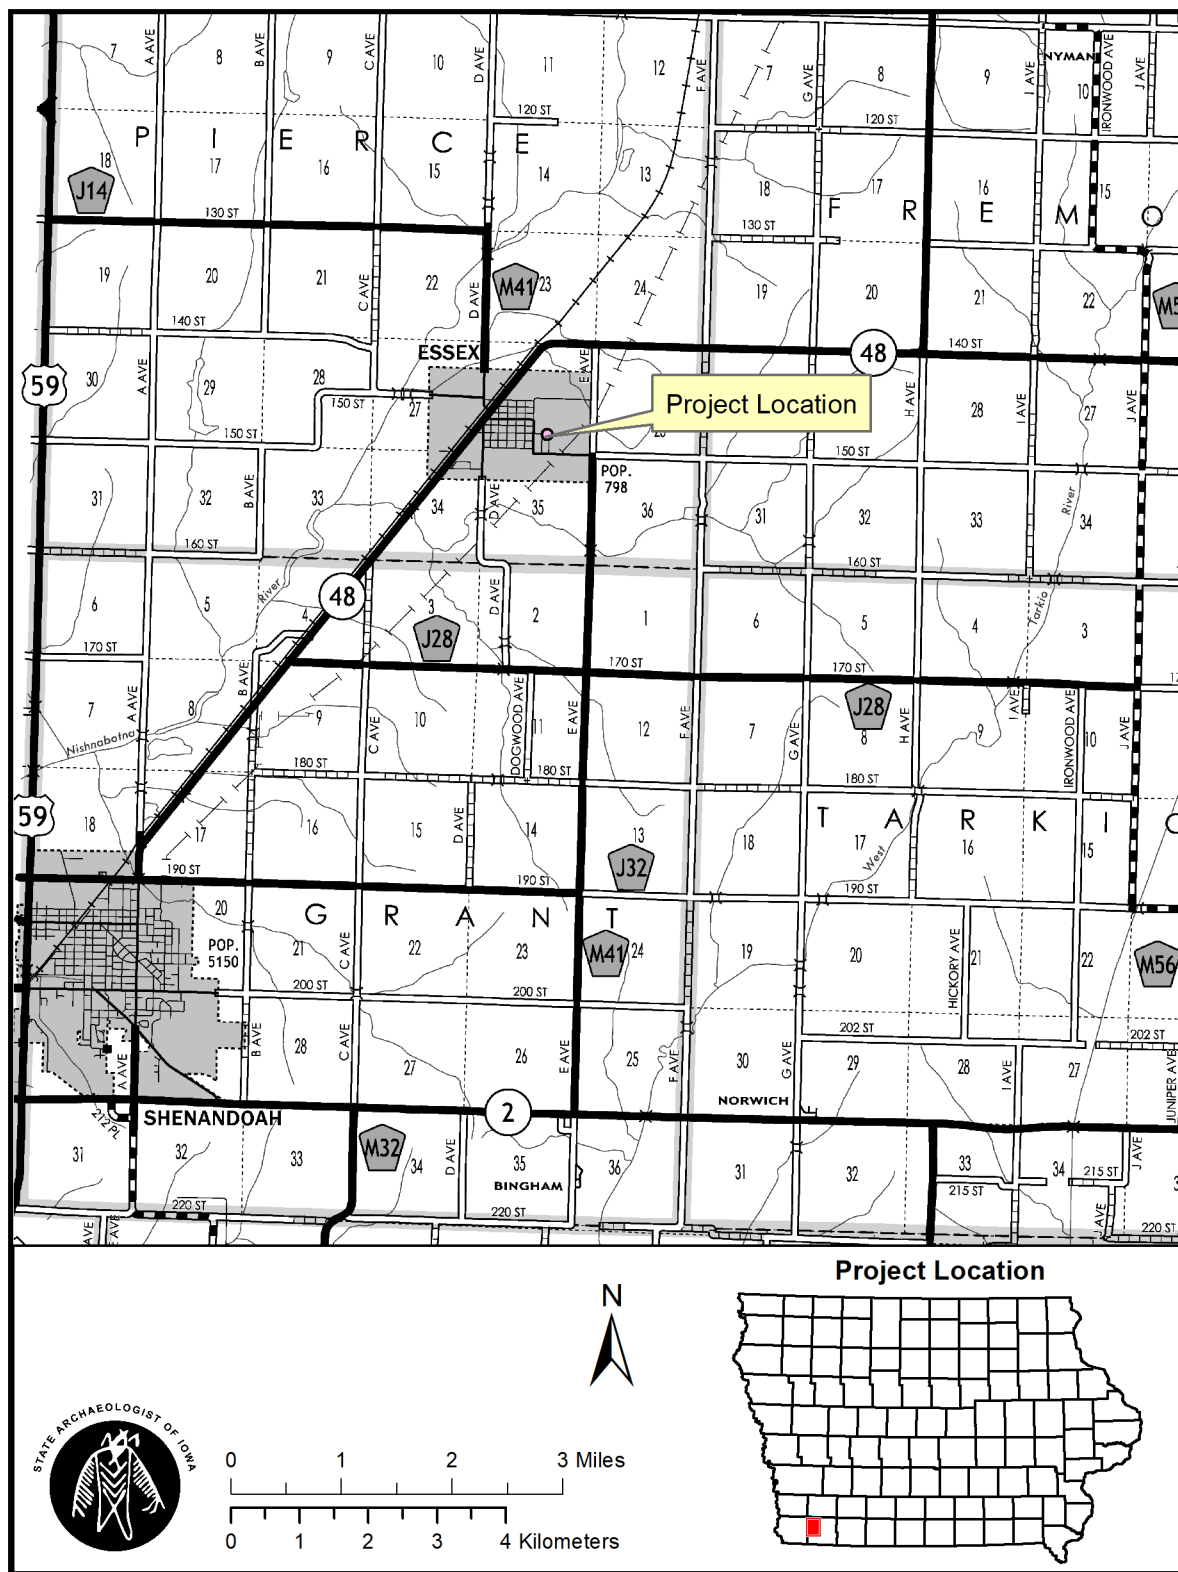 7 8 9 10 11 12 7 8 9 10
A AVE B AVE C AVE D AVE F AVE G AVE I AVE IRONWOOD AVE J AVE
NYMAN
120 ST 120 ST
P I E R C E
18 17 16 15 14 13 18 17 16 15
J14
130 ST 130 ST
F R E M O
19 20 21 22 23 24 19 20 21 22
M41
C AVE D AVE
M5
140 ST 140 ST
48
ESSEX
59
A AVE E AVE H AVE I AVE J AVE
30 29 28 27 28 27
150 ST
Project Location
150 ST 150 ST
POP.
798
31 32 33 34 35 36 31 32 33 34
B AVE D AVE
River
160 ST 160 ST
River
48
6 5 4 3 2 1 6 5 4 3
D AVE
Tarkio
J28
170 ST 170 ST 170 ST
B AVE
7 8 9 10 11 12 7 8 9 10
A AVE C AVE DOGWOOD AVE E AVE F AVE G AVE H AVE I AVE IRONWOOD AVE J AVE
J28
Nishnabotna
180 ST 180 ST 180 ST
59
18 17 16 15 14 13 18 17 16 15
D AVE
T A R K I O
West
J32
190 ST 190 ST 190 ST
G R A N T
20 21 22 23 24 19 20 21 22
POP.
5150
C AVE
M41
HICKORY AVE
M56
200 ST 200 ST
202 ST 202 ST
28 27 26 25 30 29 28 27
B AVE C AVE E AVE F AVE G AVE I AVE JUNIPER AVE
A AVE
NORWICH
2
212 PL
SHENANDOAH
M32
31 32 33 34 35 36 31 32 33 34
D AVE J AVE
BINGHAM
215 ST 215 ST
220 ST 220 ST 220 ST
AVE E AVE AVE
Project Location
N
STATE ARCHAEOLOGIST OF IOWA
0 1 2 3 Miles
0 1 2 3 4 Kilometers